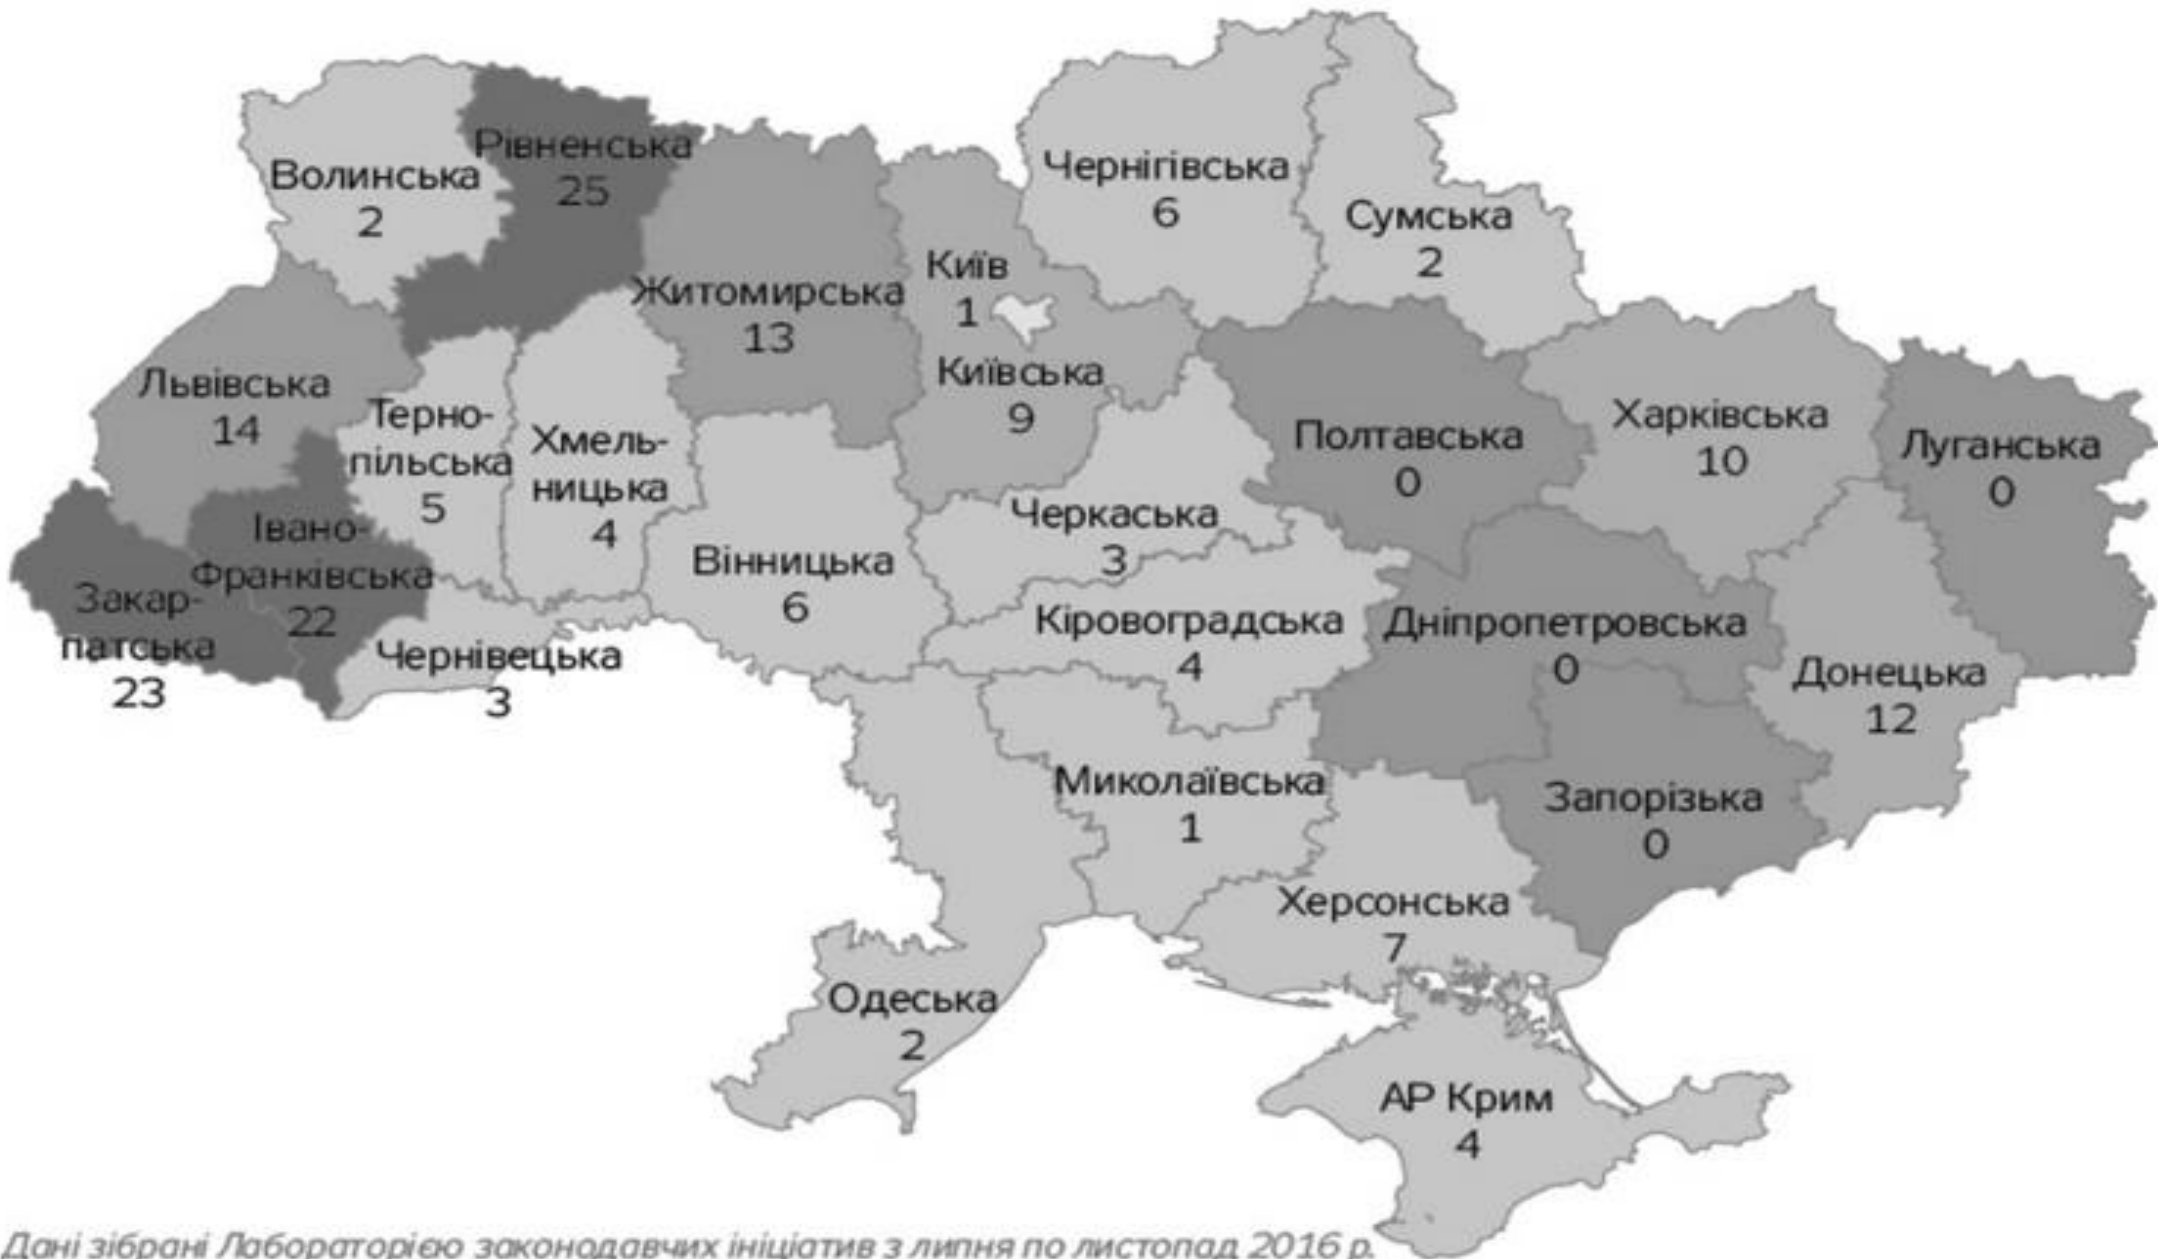 Рівненська
25
Волинська
2
Чернігівська
6
Сумська
2
Київ
1
Житомирська
13
Київська
9
Львівська
14
Терно-
пільська
5
Хмель-
ницька
4
Полтавська
0
Харківська
10
Луганська
0
Черкаська
3
Івано-
Франківська
22
Вінницька
6
Закар-
патська
23
Кіровоградська
4
Дніпропетровська
0
Чернівецька
3
Донецька
12
Миколаївська
1
Запорізька
0
Херсонська
7
Одеська
2
АР Крим
4
Дані зібрані Лабораторією законодавчих ініціатив з липня по листопад 2016 р.